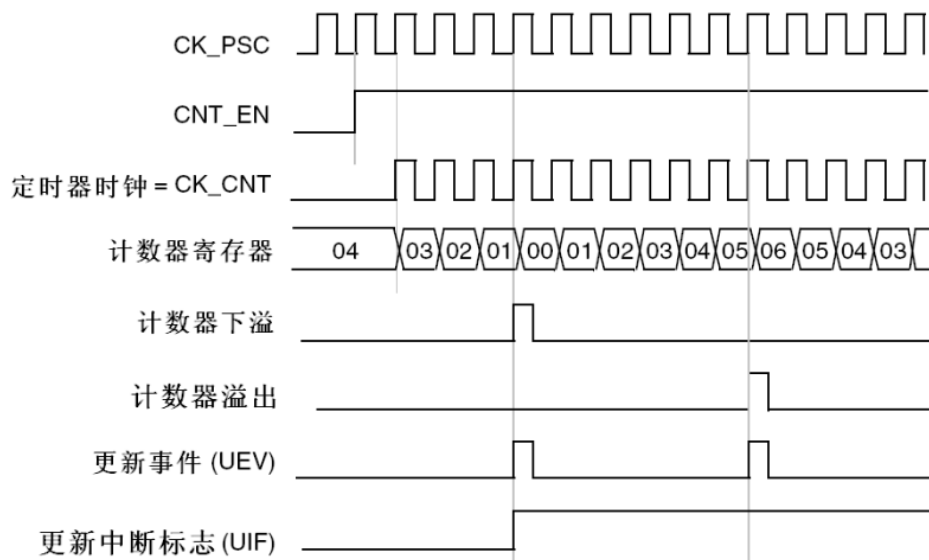 CK_PSC
CNT_EN
定时器时钟 = CK_CNT
计数器寄存器 04 03 02 01 00 01 02 03 04 05 06 05 04 03
计数器下溢
计数器溢出
更新事件 (UEV)
更新中断标志 (UIF)